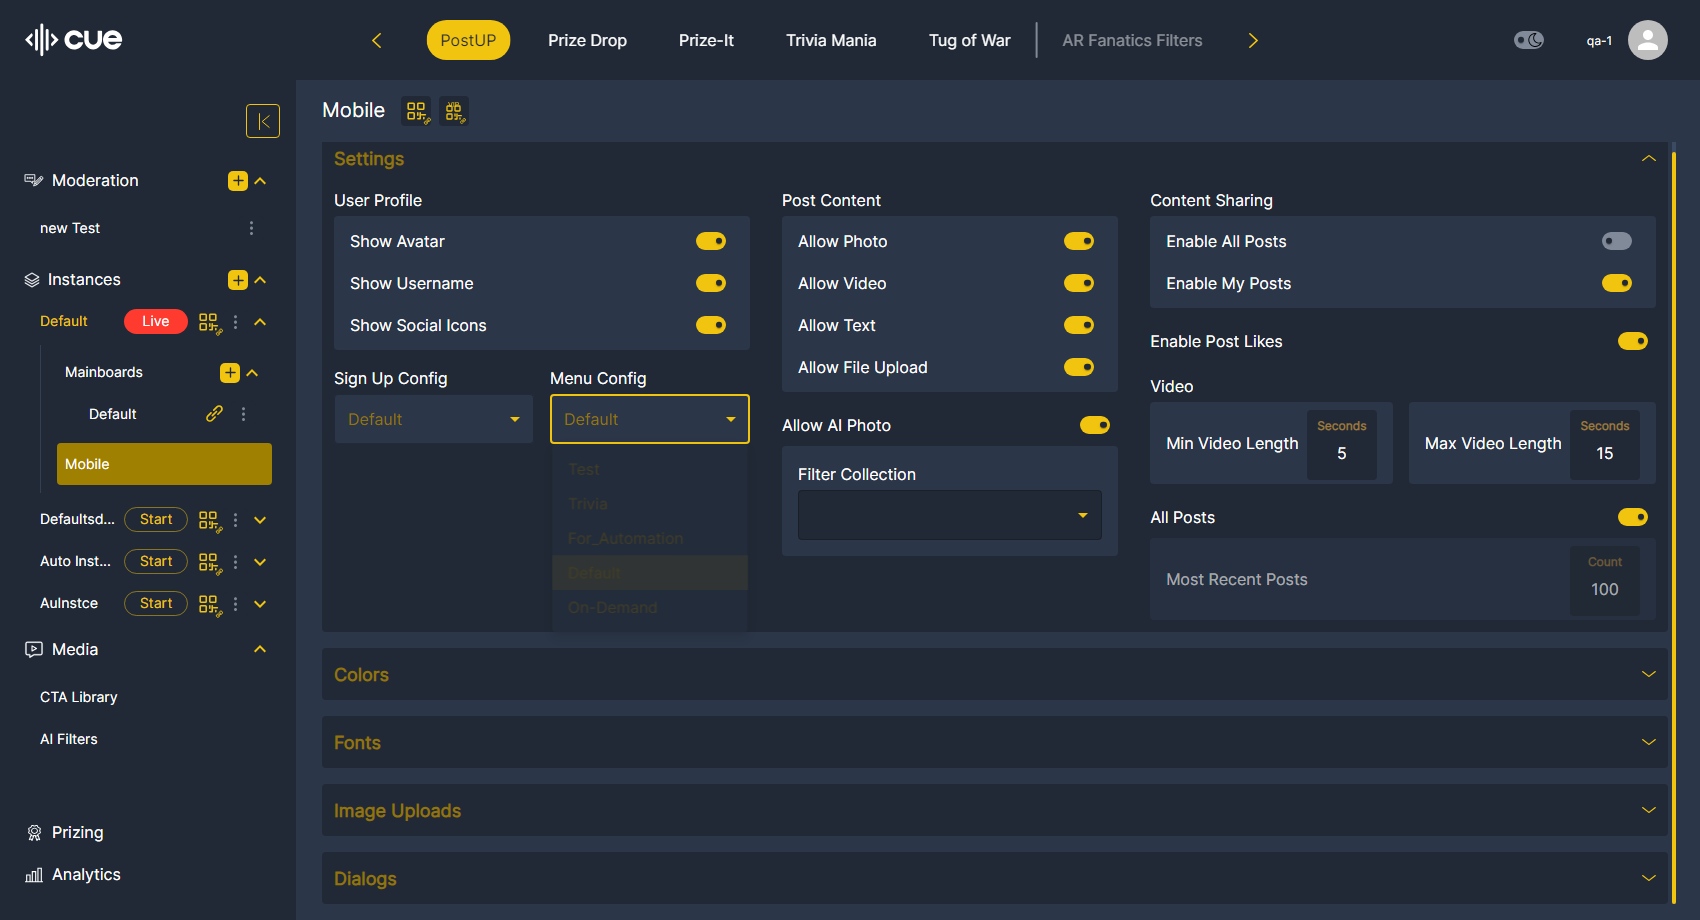 cue
PostUP
Prize Drop
Prize-It
Trivia Mania
Tug of War
AR Fanatics Filters
qa-1
Moderation
new Test
Instances
Default
Live
Mainboards
Default
Mobile
Defaultsd...
Start
Auto Inst...
Start
AuInstce
Start
Media
CTA Library
AI Filters
Prizing
Analytics
Mobile
VIP
Settings
User Profile
Show Avatar
Show Username
Show Social Icons
Sign Up Config
Default
Menu Config
Default
Test
Trivia
For_Automation
Default
On-Demand
Post Content
Allow Photo
Allow Video
Allow Text
Allow File Upload
Allow AI Photo
Filter Collection
Content Sharing
Enable All Posts
Enable My Posts
Enable Post Likes
Video
Min Video Length
Seconds
5
Max Video Length
Seconds
15
All Posts
Most Recent Posts
Count
100
Colors
Fonts
Image Uploads
Dialogs